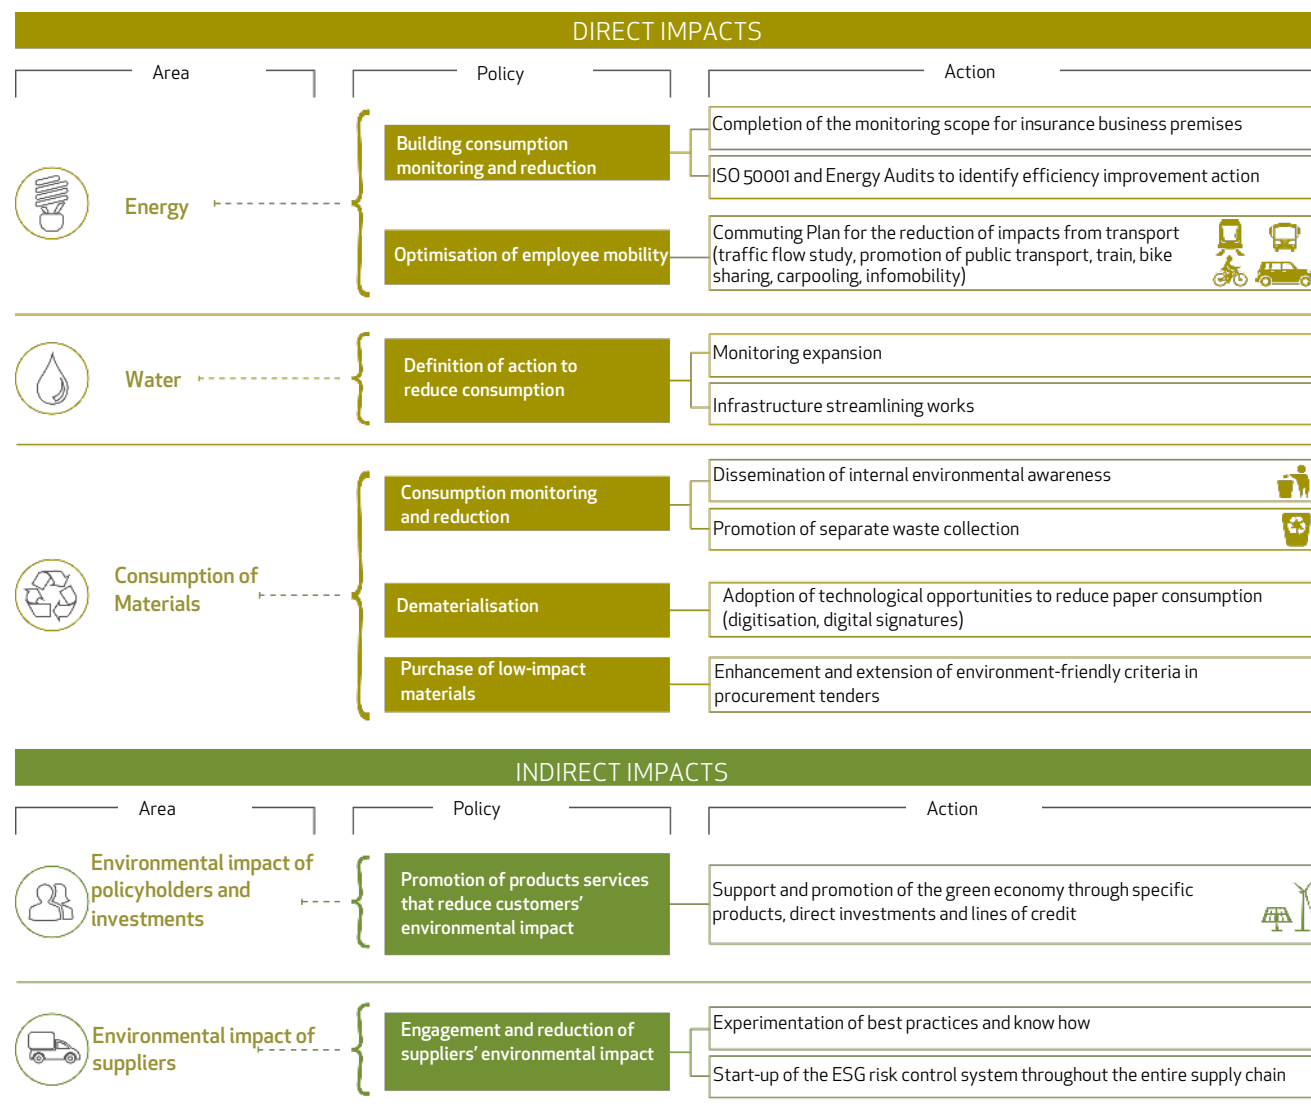 DIRECT IMPACTS
Area
Policy
Action
Energy
Building consumption
monitoring and reduction
Completion of the monitoring scope for insurance business premises
ISO 50001 and Energy Audits to identify efficiency improvement action
Optimisation of employee mobility
Commuting Plan for the reduction of impacts from transport
(traffic flow study, promotion of public transport, train, bike
sharing, carpooling, infomobility)
Water
Definition of action to
reduce consumption
Monitoring expansion
Infrastructure streamlining works
Consumption of
Materials
Consumption monitoring
and reduction
Dissemination of internal environmental awareness
Promotion of separate waste collection
Dematerialisation
Adoption of technological opportunities to reduce paper consumption
(digitisation, digital signatures)
Purchase of low-impact
materials
Enhancement and extension of environment-friendly criteria in
procurement tenders
INDIRECT IMPACTS
Area
Policy
Action
Environmental impact of
policyholders and
investments
Promotion of products services
that reduce customers’
environmental impact
Support and promotion of the green economy through specific
products, direct investments and lines of credit
Environmental impact of
suppliers
Engagement and reduction of
suppliers’ environmental impact
Experimentation of best practices and know how
Start-up of the ESG risk control system throughout the entire supply chain